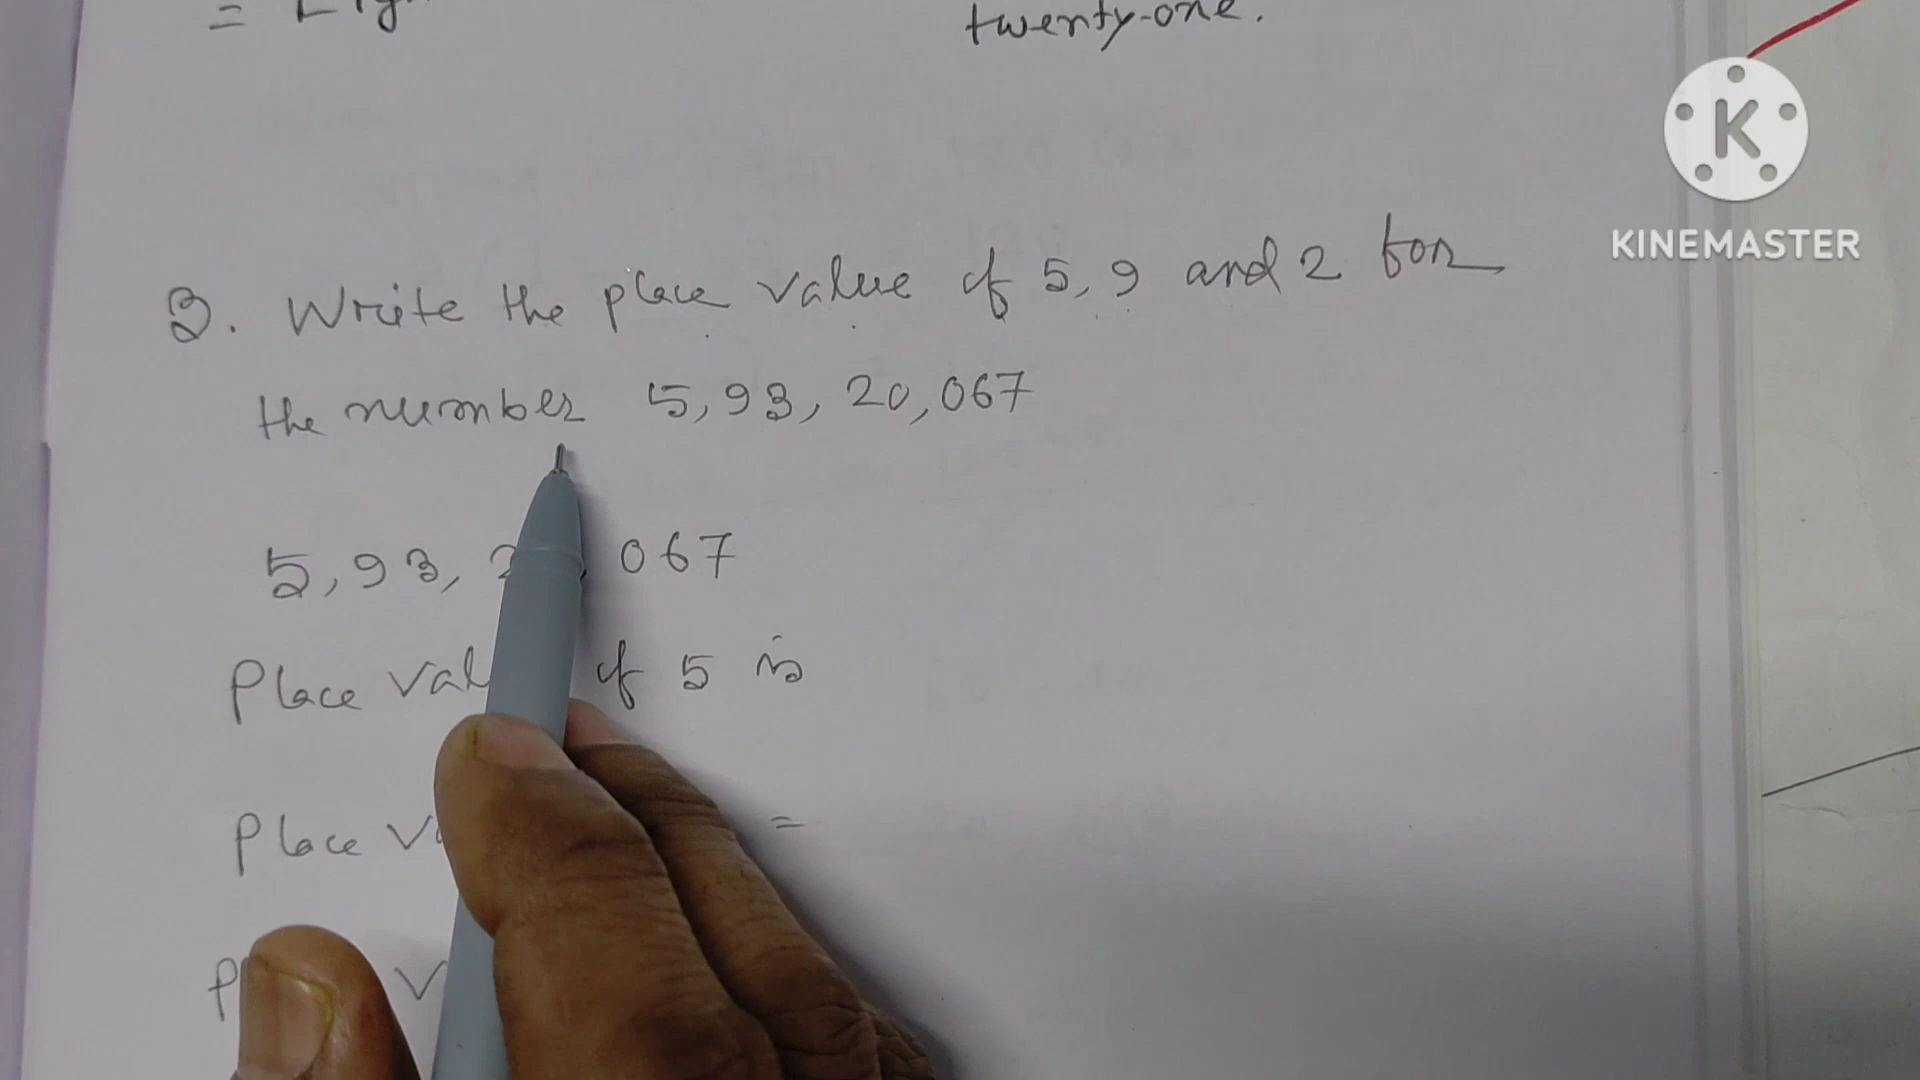 twenty-one.
K
KINEMASTER
Q. Write the place value of 5, 9 and 2 for
the number 5,93,20,067
5,93, 2 , 067
Place val of 5 is
Place v =